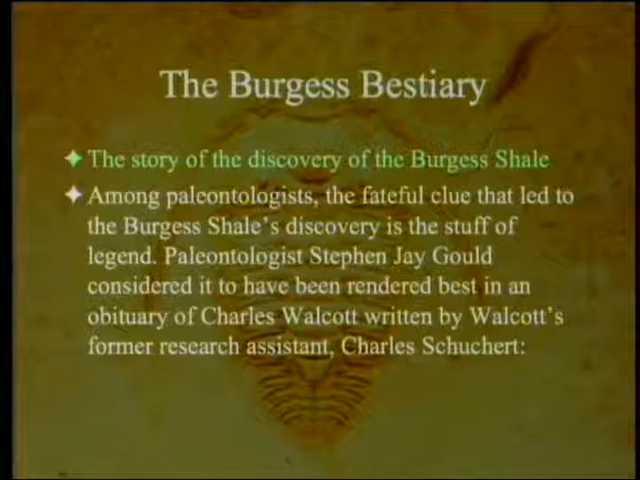 The Burgess Bestiary
The story of the discovery of the Burgess Shale
Among paleontologists, the fateful clue that led to
the Burgess Shale's discovery is the stuff of
legend. Paleontologist Stephen Jay Gould
considered it to have been rendered best in an
obituary of Charles Walcott written by Walcott's
former research assistant, Charles Schuchert: